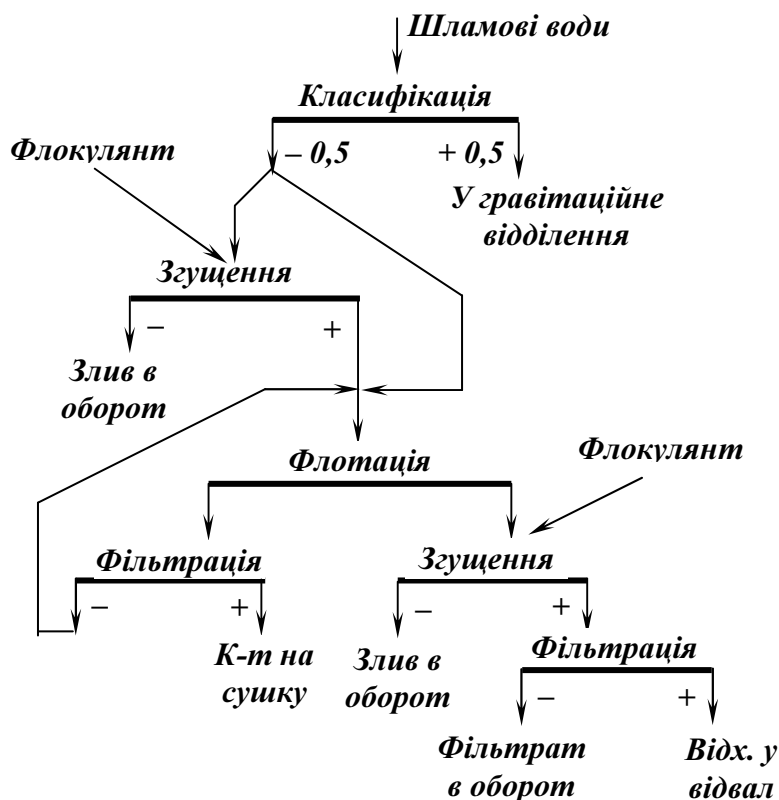 Шламові води
Класифікація
– 0,5
+ 0,5
Флокулянт
У гравітаційне
відділення
Згущення
–
+
Злив в
оборот
Флотація
Флокулянт
Фільтрація
–
+
К-т на
сушку
Згущення
–
+
Злив в
оборот
Фільтрація
–
+
Фільтрат
в оборот
Відх. у
відвал